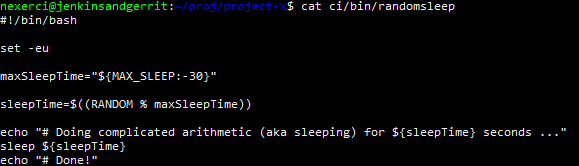 nexerci@jenkinsandgerrit:~/proj/project-x$ cat ci/bin/randomsleep
#!/bin/bash
set -eu
maxSleepTime="${MAX_SLEEP:-30}"
sleepTime=$((RANDOM % maxSleepTime))
echo "# Doing complicated arithmetic (aka sleeping) for ${sleepTime} seconds ..."
sleep ${sleepTime}
echo "# Done!"